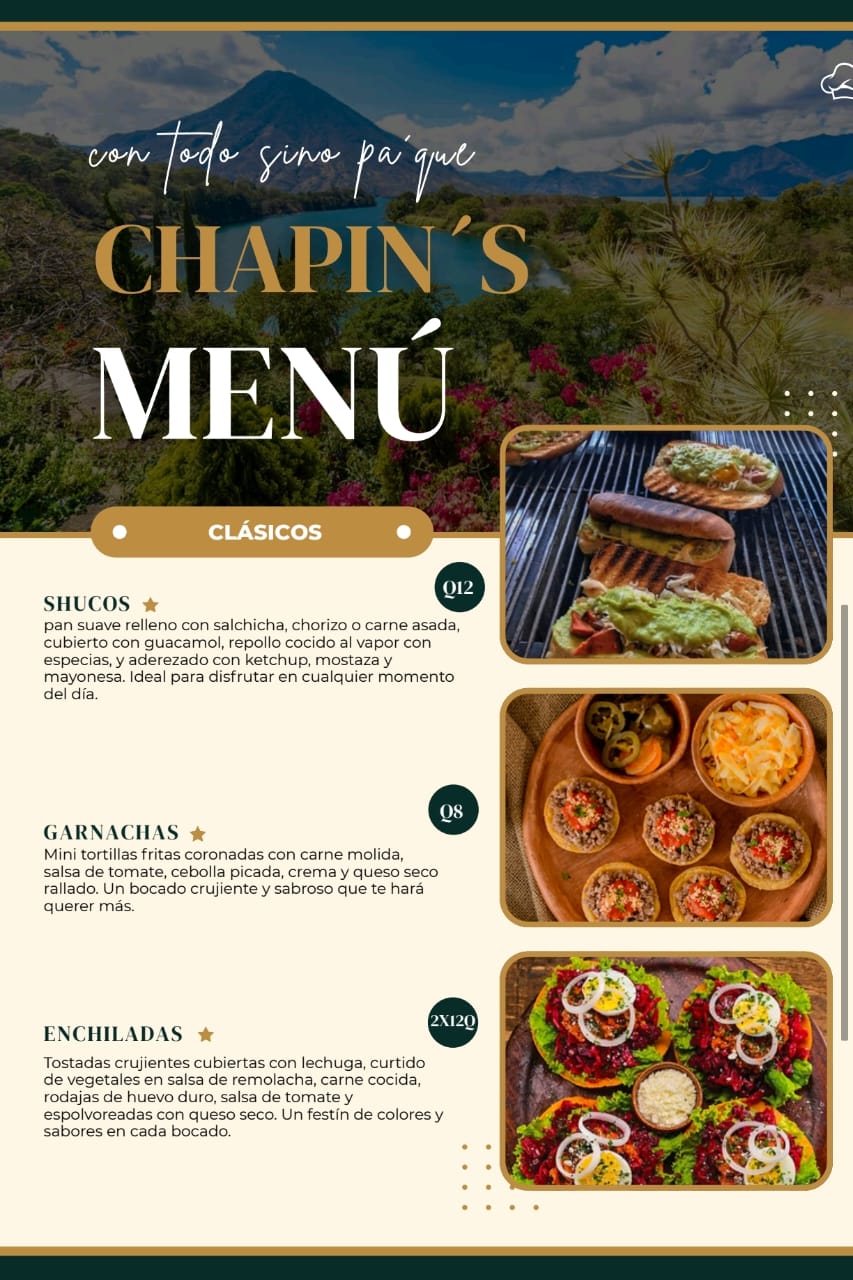 con todo sino pa´que
CHAPIN´S
MENÚ
CLÁSICOS
SHUCOS
Q12
pan suave relleno con salchicha, chorizo o carne asada,
cubierto con guacamol, repollo cocido al vapor con
especias, y aderezado con ketchup, mostaza y
mayonesa. Ideal para disfrutar en cualquier momento
del día.
GARNACHAS
Q8
Mini tortillas fritas coronadas con carne molida,
salsa de tomate, cebolla picada, crema y queso seco
rallado. Un bocado crujiente y sabroso que te hará
querer más.
ENCHILADAS
2X12Q
Tostadas crujientes cubiertas con lechuga, curtido
de vegetales en salsa de remolacha, carne cocida,
rodajas de huevo duro, salsa de tomate y
espolvoreadas con queso seco. Un festín de colores y
sabores en cada bocado.